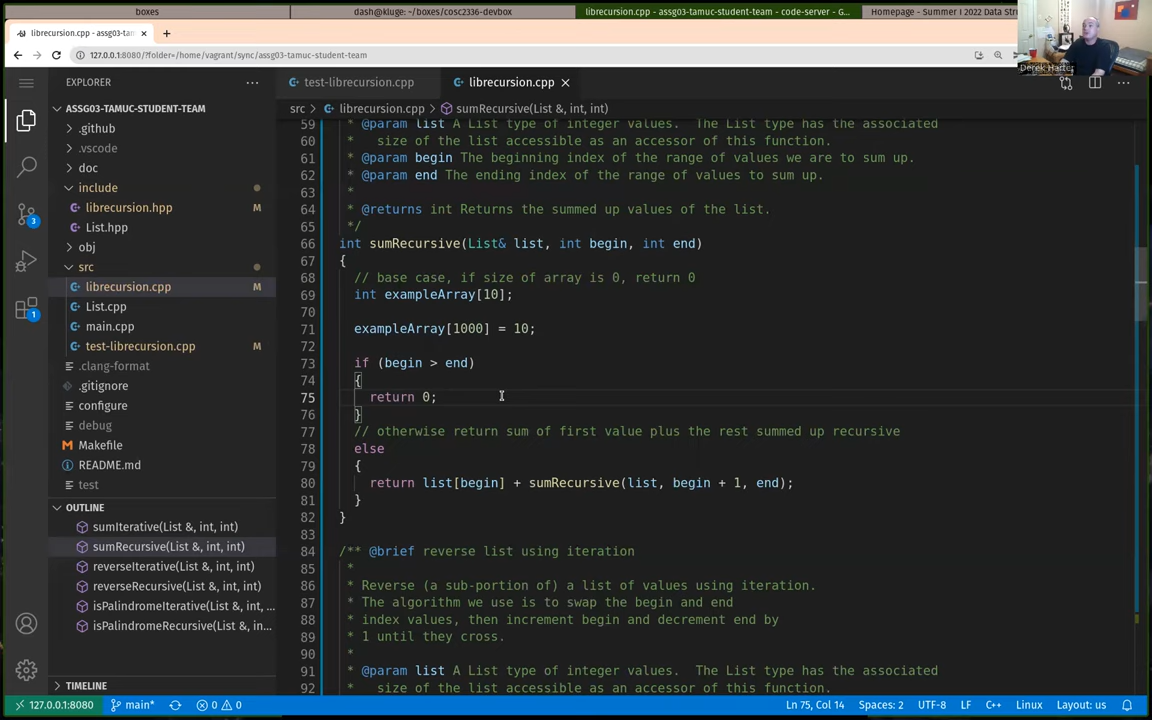 boxes
dash@kluge: ~/boxes/cosc2336-devbox
librecursion.cpp - assg03-tamuc-student-team - code-server - G...
Homepage - Summer I 2022 Data Str
librecursion.cpp - assg03-tamuc-
127.0.0.1:8080/?folder=/home/vagrant/sync/assg03-tamuc-student-team
Derek Harter
EXPLORER
test-librecursion.cpp
librecursion.cpp
src > librecursion.cpp > sumRecursive(List &, int, int)
ASSG03-TAMUC-STUDENT-TEAM
.github
.vscode
doc
include
librecursion.hpp M
List.hpp
obj
src
librecursion.cpp M
List.cpp
main.cpp
test-librecursion.cpp M
.clang-format
.gitignore
configure
debug
Makefile
README.md
test
OUTLINE
sumIterative(List &, int, int)
sumRecursive(List &, int, int)
reverseIterative(List &, int, int)
reverseRecursive(List &, int, int)
isPalindromeIterative(List &, int, ...
isPalindromeRecursive(List &, in...
TIMELINE
3
1
59 * @param list A List type of integer values.  The List type has the associated
60 *   size of the list accessible as an accessor of this function.
61 * @param begin The beginning index of the range of values we are to sum up.
62 * @param end The ending index of the range of values to sum up.
63 *
64 * @returns int Returns the summed up values of the list.
65 */
66 int sumRecursive(List& list, int begin, int end)
67 {
68 // base case, if size of array is 0, return 0
69 int exampleArray[10];
70
71 exampleArray[1000] = 10;
72
73 if (begin > end)
74 {
75 return 0;
76 }
77 // otherwise return sum of first value plus the rest summed up recursive
78 else
79 {
80 return list[begin] + sumRecursive(list, begin + 1, end);
81 }
82 }
83
84 /** @brief reverse list using iteration
85 *
86 * Reverse (a sub-portion of) a list of values using iteration.
87 * The algorithm we use is to swap the begin and end
88 * index values, then increment begin and decrement end by
89 * 1 until they cross.
90 *
91 * @param list A List type of integer values.  The List type has the associated
92 *   size of the list accessible as an accessor of this function.
127.0.0.1:8080
main*
0 0
Ln 75, Col 14
Spaces: 2
UTF-8
LF
C++
Linux
Layout: us